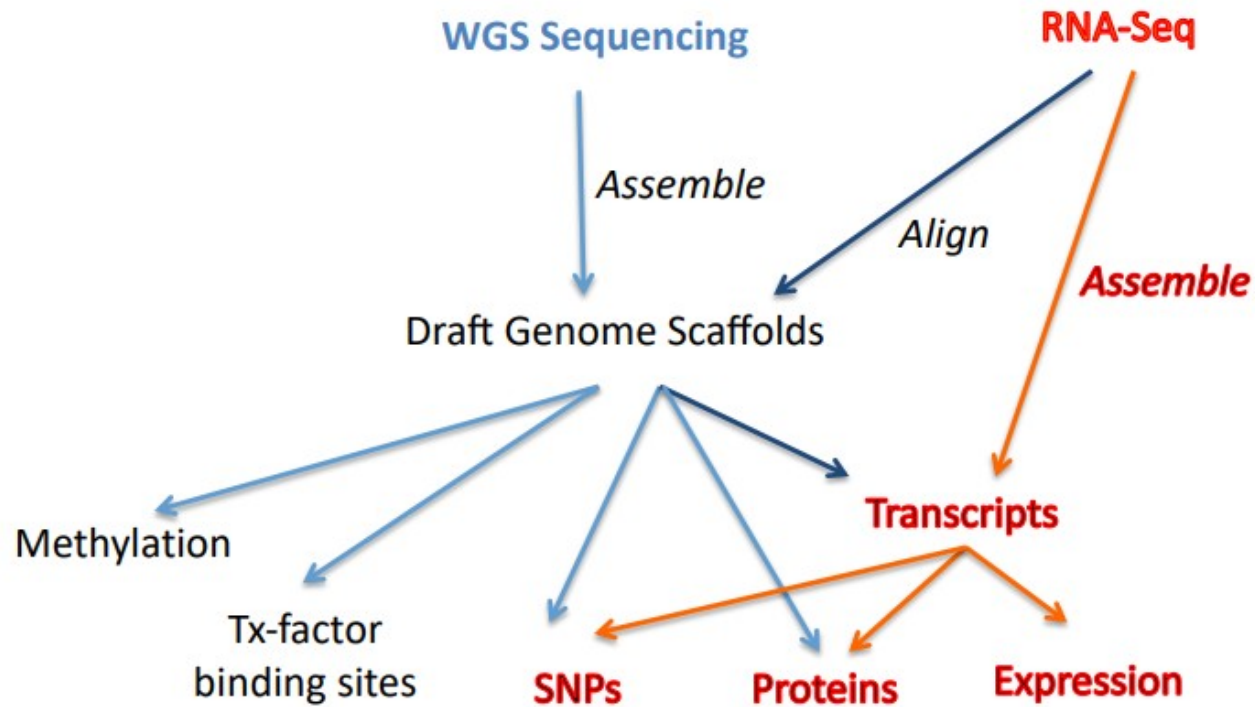 WGS Sequencing
RNA-Seq
Assemble
Align
Assemble
Draft Genome Scaffolds
Transcripts
Methylation
Tx-factor
binding sites
SNPs
Proteins
Expression